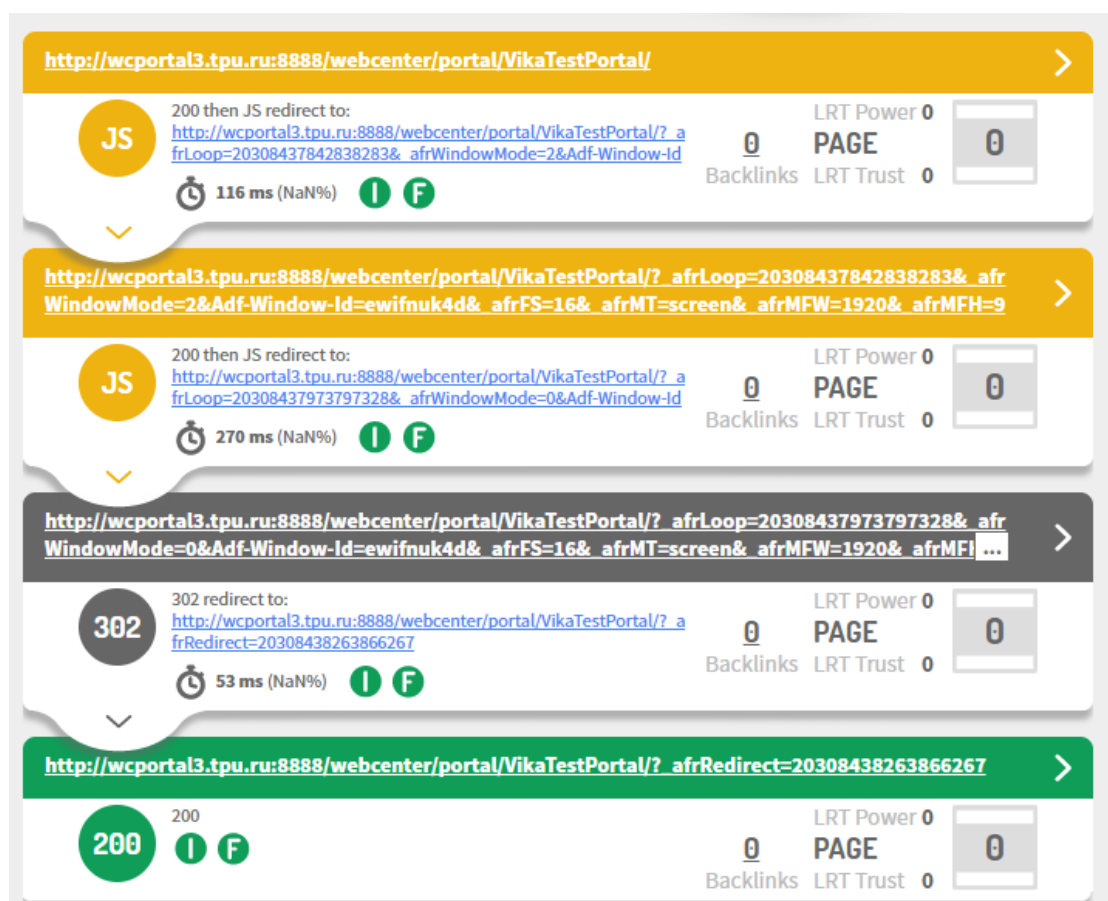 http://wcportal3.tpu.ru:8888/webcenter/portal/VikaTestPortal/
JS
200 then JS redirect to:
http://wcportal3.tpu.ru:8888/webcenter/portal/VikaTestPortal/?_a
frLoop=20308437842838283&_afrWindowMode=2&Adf-Window-Id
116 ms (NaN%) I F
0
Backlinks
LRT Power 0
PAGE
LRT Trust 0
0
http://wcportal3.tpu.ru:8888/webcenter/portal/VikaTestPortal/?_afrLoop=20308437842838283&_afr
WindowMode=2&Adf-Window-Id=ewifnuk4d&_afrFS=16&_afrMT=screen&_afrMFW=1920&_afrMFH=9
JS
200 then JS redirect to:
http://wcportal3.tpu.ru:8888/webcenter/portal/VikaTestPortal/?_a
frLoop=20308437973797328&_afrWindowMode=0&Adf-Window-Id
270 ms (NaN%) I F
0
Backlinks
LRT Power 0
PAGE
LRT Trust 0
0
http://wcportal3.tpu.ru:8888/webcenter/portal/VikaTestPortal/?_afrLoop=20308437973797328&_afr
WindowMode=0&Adf-Window-Id=ewifnuk4d&_afrFS=16&_afrMT=screen&_afrMFW=1920&_afrMFH...
302
302 redirect to:
http://wcportal3.tpu.ru:8888/webcenter/portal/VikaTestPortal/?_a
frRedirect=20308438263866267
53 ms (NaN%) I F
0
Backlinks
LRT Power 0
PAGE
LRT Trust 0
0
http://wcportal3.tpu.ru:8888/webcenter/portal/VikaTestPortal/?_afrRedirect=20308438263866267
200
200
I F
0
Backlinks
LRT Power 0
PAGE
LRT Trust 0
0